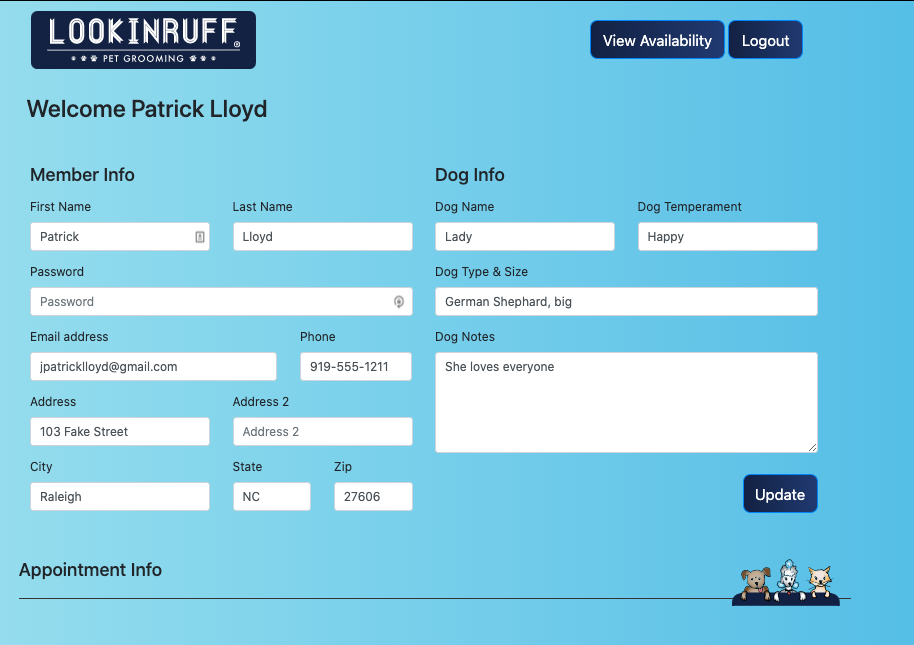 LOOKINRUFF®
PET GROOMING
View Availability
Logout
Welcome Patrick Lloyd
Member Info
First Name
Last Name
Patrick
Lloyd
Password
Password
Email address
Phone
jpatricklloyd@gmail.com
919-555-1211
Address
Address 2
103 Fake Street
Address 2
City
State
Zip
Raleigh
NC
27606
Dog Info
Dog Name
Dog Temperament
Lady
Happy
Dog Type & Size
German Shephard, big
Dog Notes
She loves everyone
Update
Appointment Info